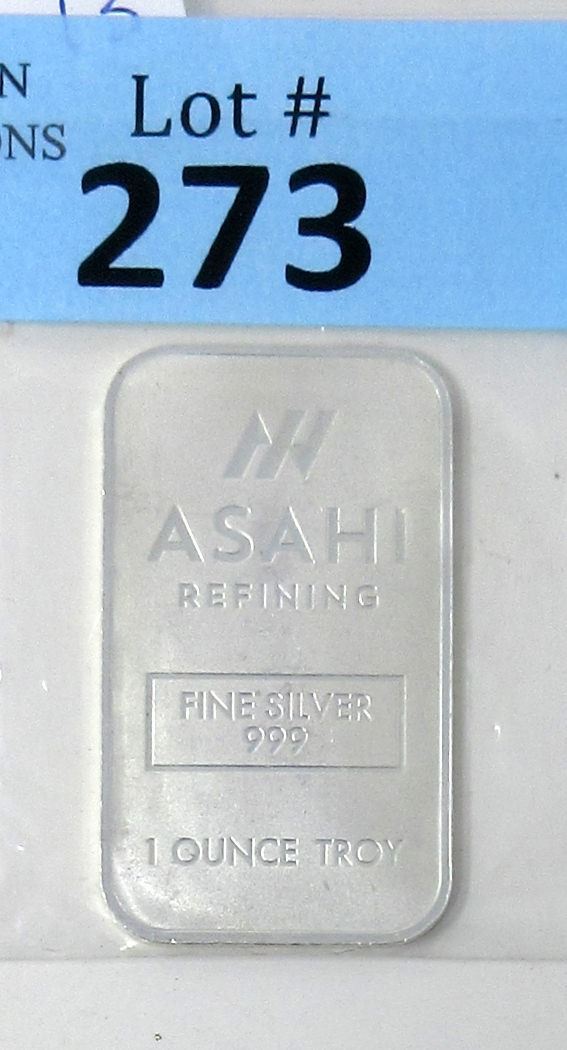 Lot #
273
ASAHI
REFINING
FINE SILVER
999
1 OUNCE TROY